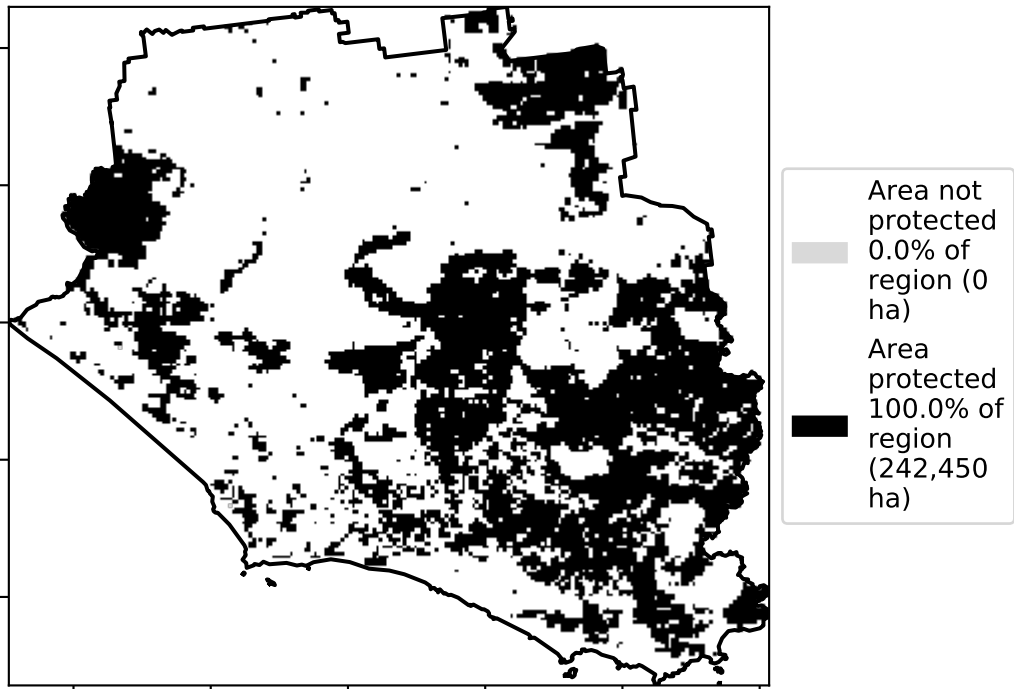 Area not
protected
0.0% of
region (0
ha)
Area
protected
100.0% of
region
(242,450
ha)